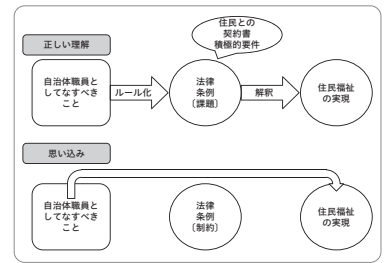 住民との
契約書
積極的要件
正しい理解
自治体職員と
してなすべき
こと
ルール化
法律
条例
〔課題〕
解釈
住民福祉
の実現
思い込み
自治体職員と
してなすべき
こと
法律
条例
〔制約〕
住民福祉
の実現